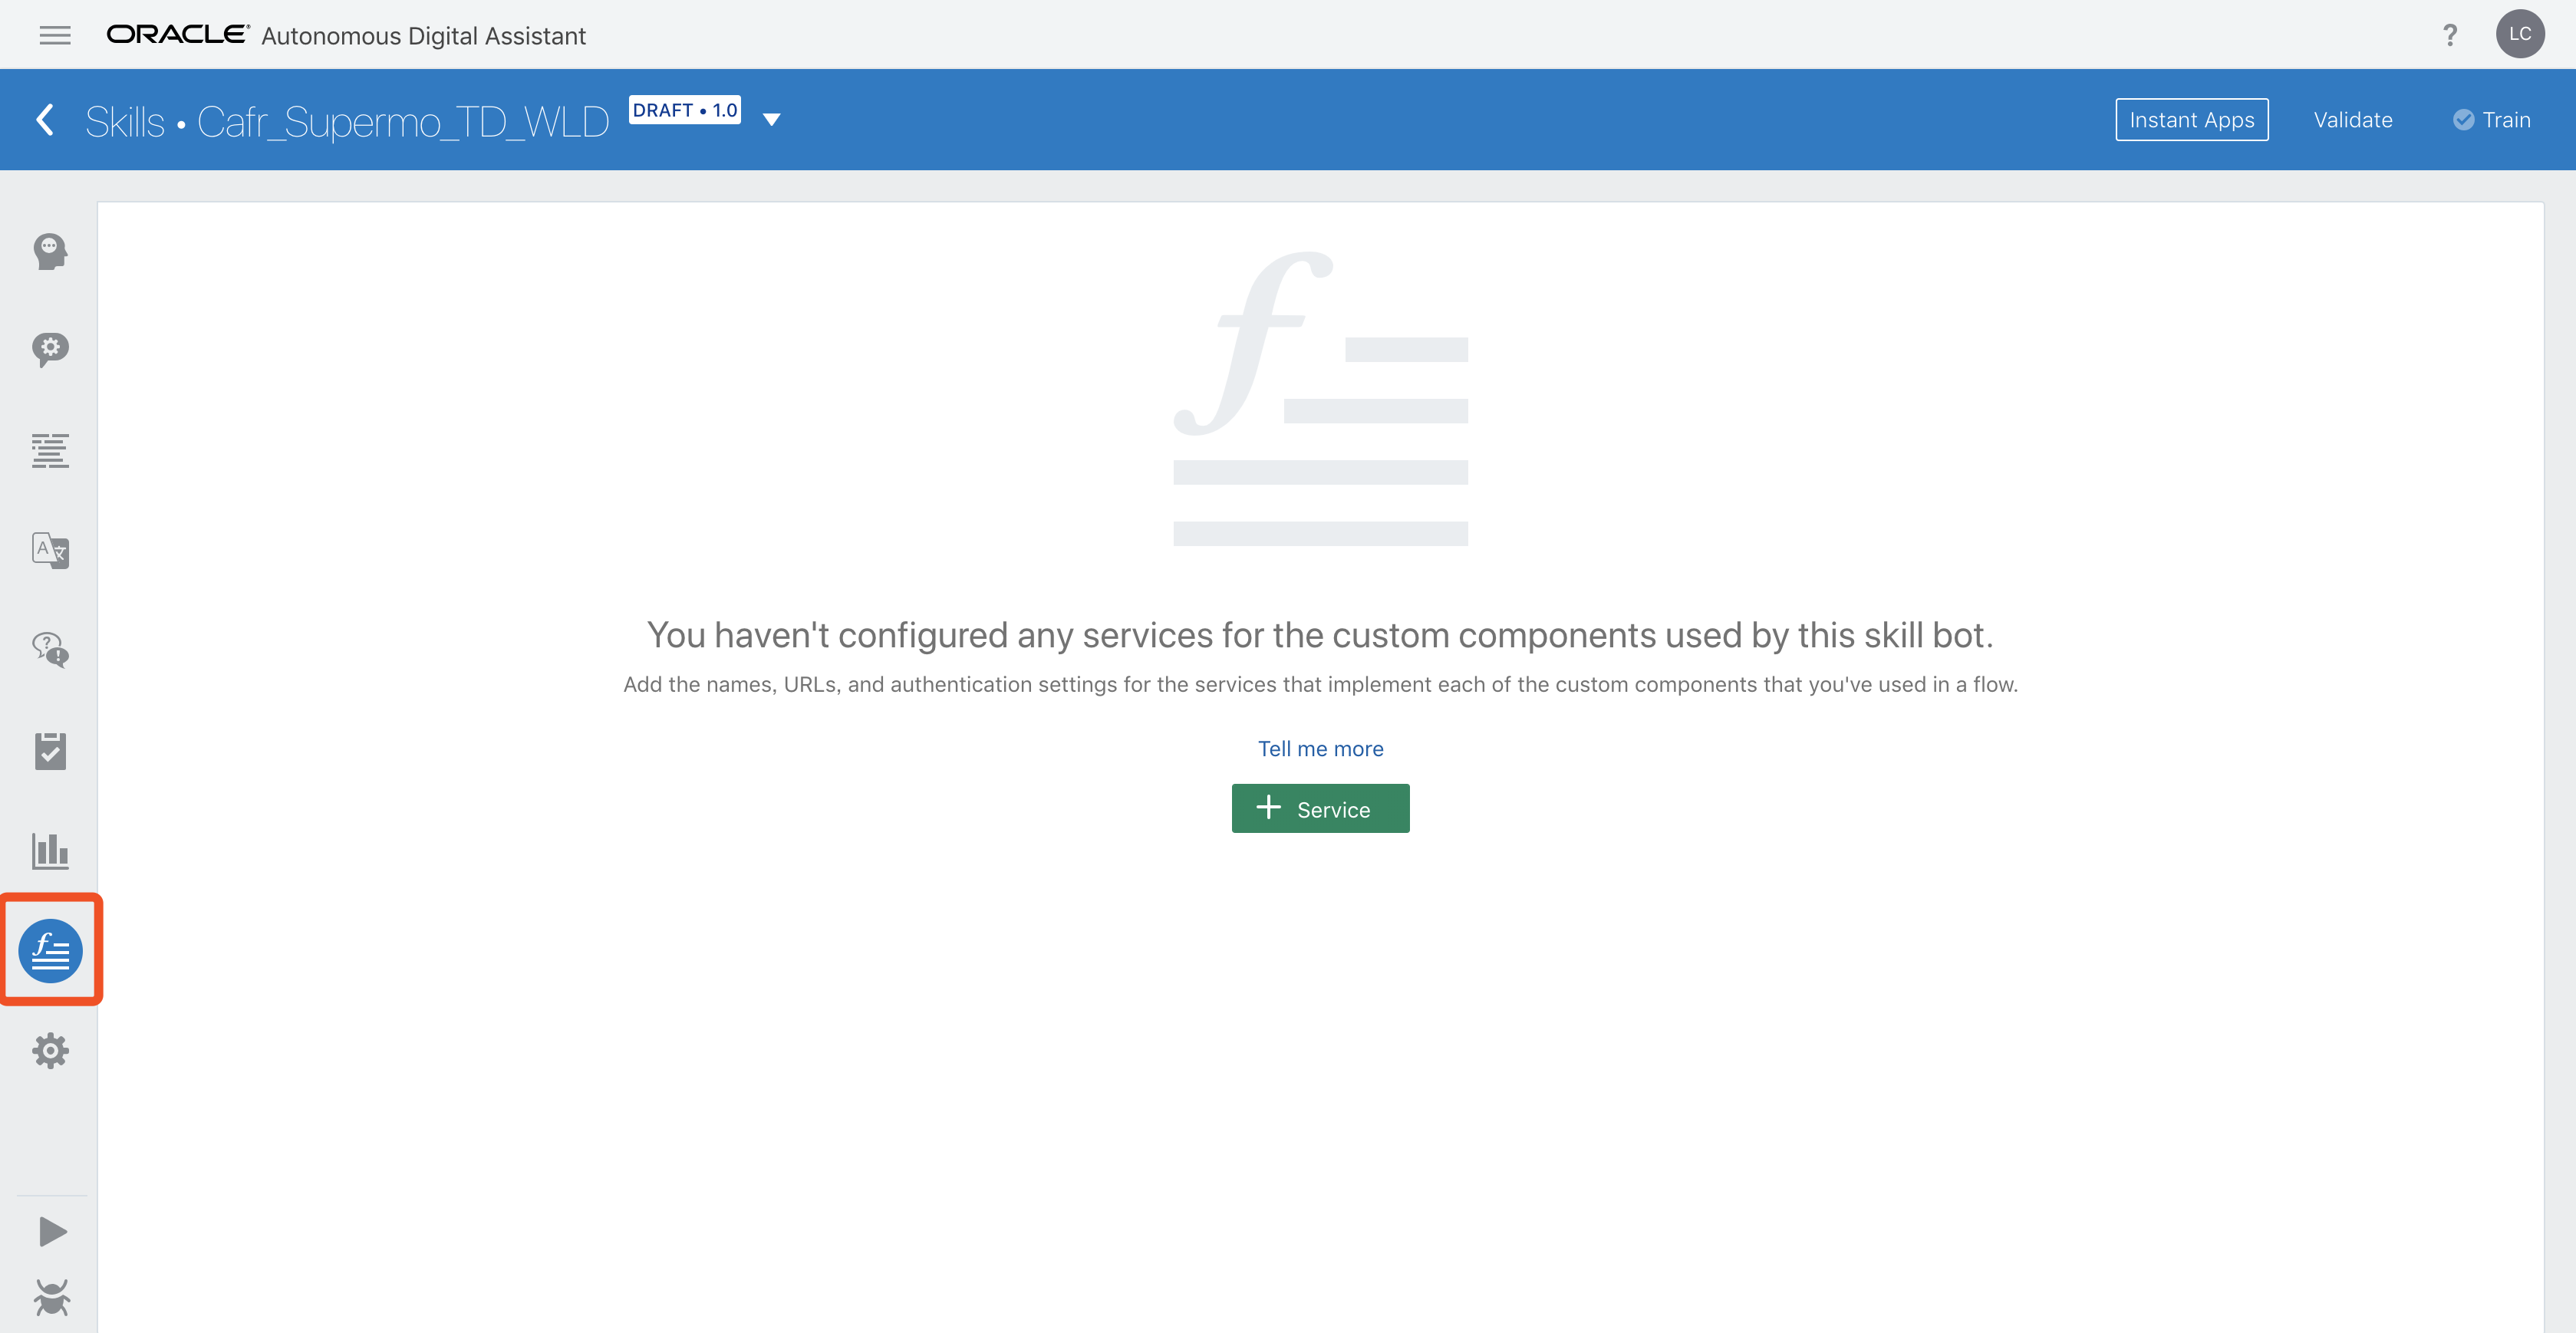 ORACLE® Autonomous Digital Assistant
? LC
Skills • Cafr_Supermo_TD_WLD DRAFT • 1.0
Instant Apps Validate Train
You haven't configured any services for the custom components used by this skill bot.
Add the names, URLs, and authentication settings for the services that implement each of the custom components that you've used in a flow.
Tell me more
+ Service